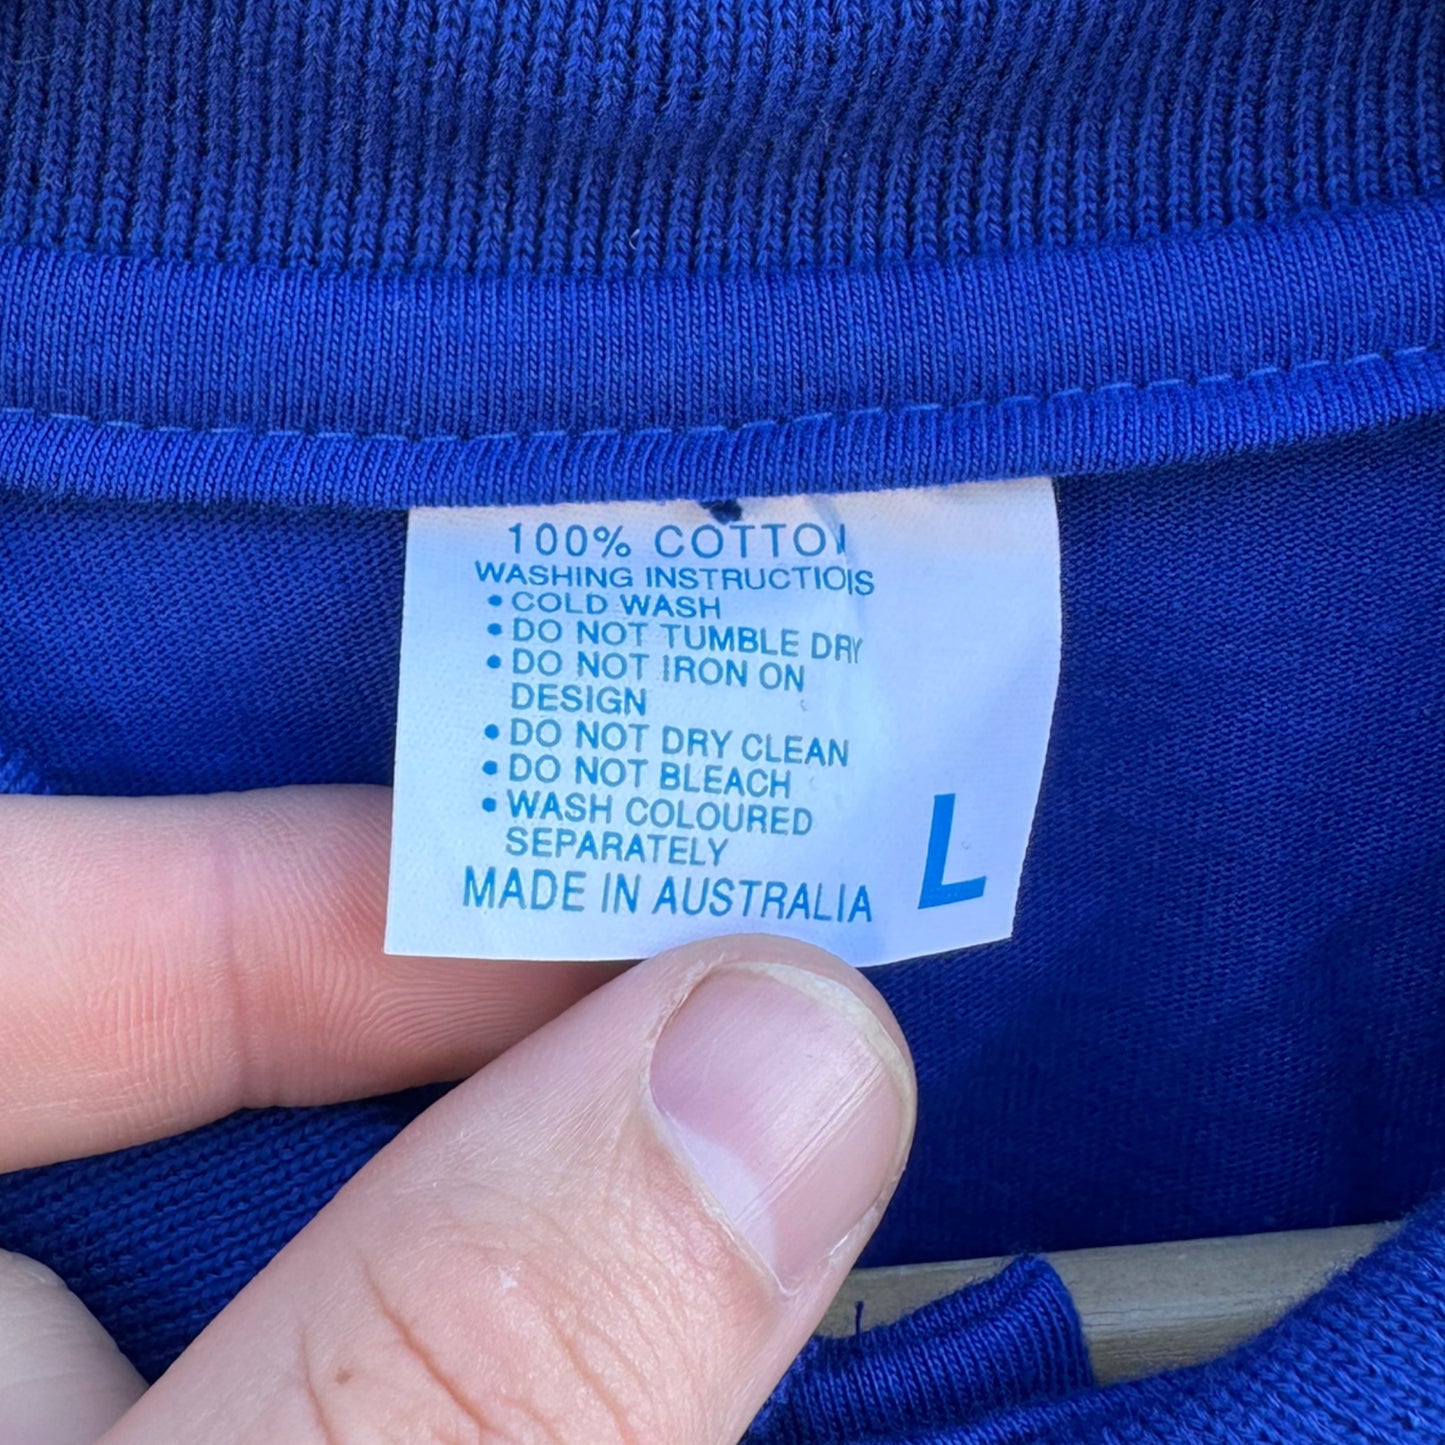 100% COTTON
WASHING INSTRUCTIONS
• COLD WASH
• DO NOT TUMBLE DRY
• DO NOT IRON ON
DESIGN
• DO NOT DRY CLEAN
• DO NOT BLEACH
• WASH COLOURED
SEPARATELY
MADE IN AUSTRALIA
L